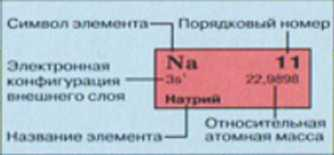 Символ элемента
Порядковый номер
Na 11
3s¹ 22,9898
Натрий
Электронная
конфигурация
внешнего слоя
Название элемента
Относительная
атомная масса